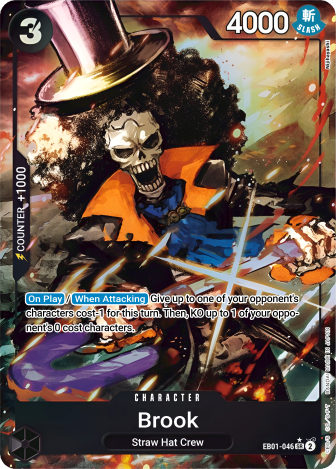 3
4000
斬
SLASH
COUNTER +1000
On Play / When Attacking Give up to one of your opponent's
characters cost-1 for this turn. Then, KO up to 1 of your oppo-
nent's 0 cost characters.
CHARACTER
Brook
Straw Hat Crew
EB01-046 SR 2